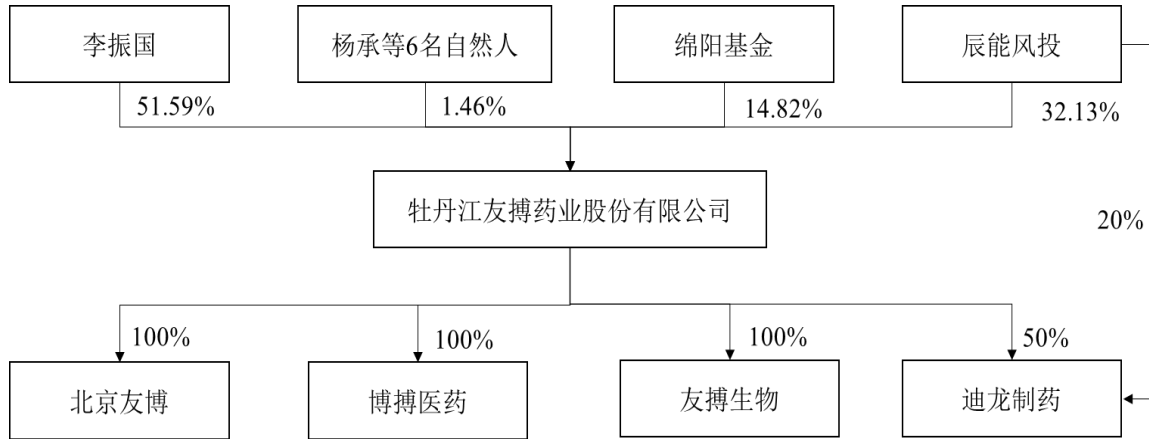 李振国
杨承等6名自然人
绵阳基金
辰能风投
51.59%
1.46%
14.82%
32.13%
牡丹江友搏药业股份有限公司
20%
100%
100%
100%
50%
北京友博
博搏医药
友搏生物
迪龙制药